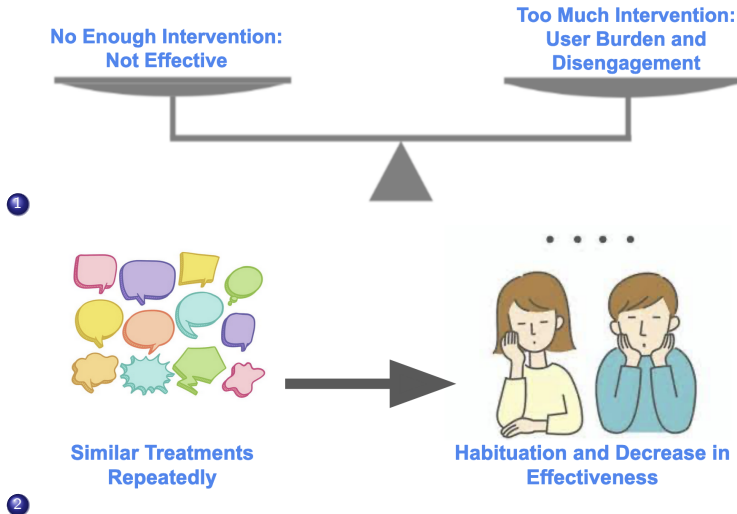 No Enough Intervention:
Not Effective
Too Much Intervention:
User Burden and
Disengagement
1
Similar Treatments
Repeatedly
Habituation and Decrease in
Effectiveness
2